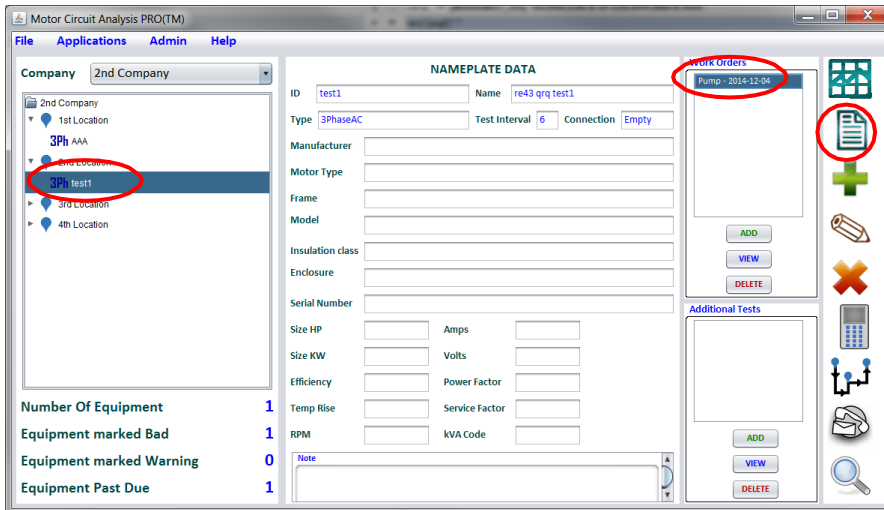 Motor Circuit Analysis PRO(TM)
File Applications Admin Help
Company 2nd Company
2nd Company
1st Location
3Ph AAA
2nd Location
3Ph test1
3rd Location
4th Location
Number Of Equipment 1
Equipment marked Bad 1
Equipment marked Warning 0
Equipment Past Due 1
NAMEPLATE DATA
ID test1 Name re43 qrq test1
Type 3PhaseAC Test Interval 6 Connection Empty
Manufacturer
Motor Type
Frame
Model
Insulation class
Enclosure
Serial Number
Size HP Amps
Size KW Volts
Efficiency Power Factor
Temp Rise Service Factor
RPM kVA Code
Note
Work Orders
Pump - 2014-12-04
ADD
VIEW
DELETE
Additional Tests
ADD
VIEW
DELETE